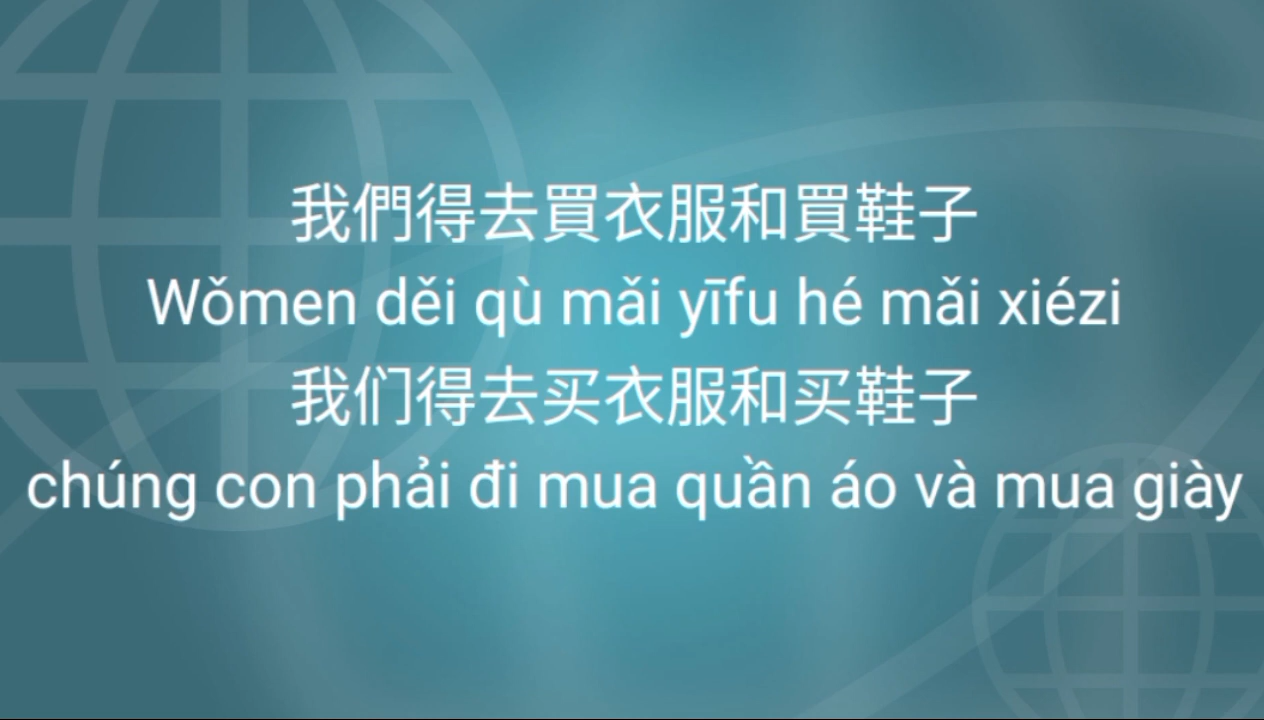 我們得去買衣服和買鞋子
Wǒmen děi qù mǎi yīfu hé mǎi xiézi
我们得去买衣服和买鞋子
chúng con phải đi mua quần áo và mua giày